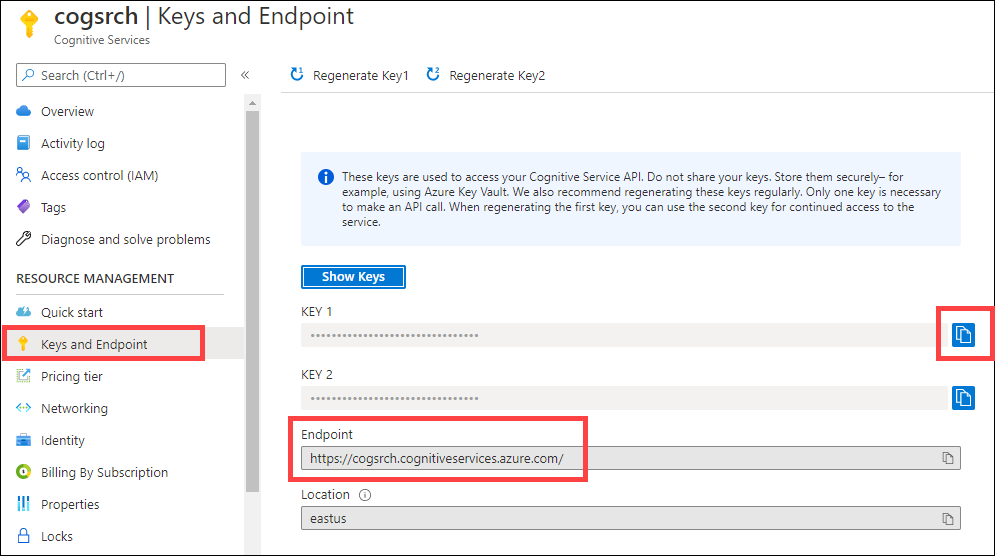 cogsrch | Keys and Endpoint
Cognitive Services
Search (Ctrl+/)
«
Overview
Activity log
Access control (IAM)
Tags
Diagnose and solve problems
RESOURCE MANAGEMENT
Quick start
Keys and Endpoint
Pricing tier
Networking
Identity
Billing By Subscription
Properties
Locks
Regenerate Key1
Regenerate Key2
These keys are used to access your Cognitive Service API. Do not share your keys. Store them securely– for
example, using Azure Key Vault. We also recommend regenerating these keys regularly. Only one key is necessary
to make an API call. When regenerating the first key, you can use the second key for continued access to the
service.
Show Keys
KEY 1
••••••••••••••••••••••••••••••••
KEY 2
••••••••••••••••••••••••••••••••
Endpoint
https://cogsrch.cognitiveservices.azure.com/
Location
eastus